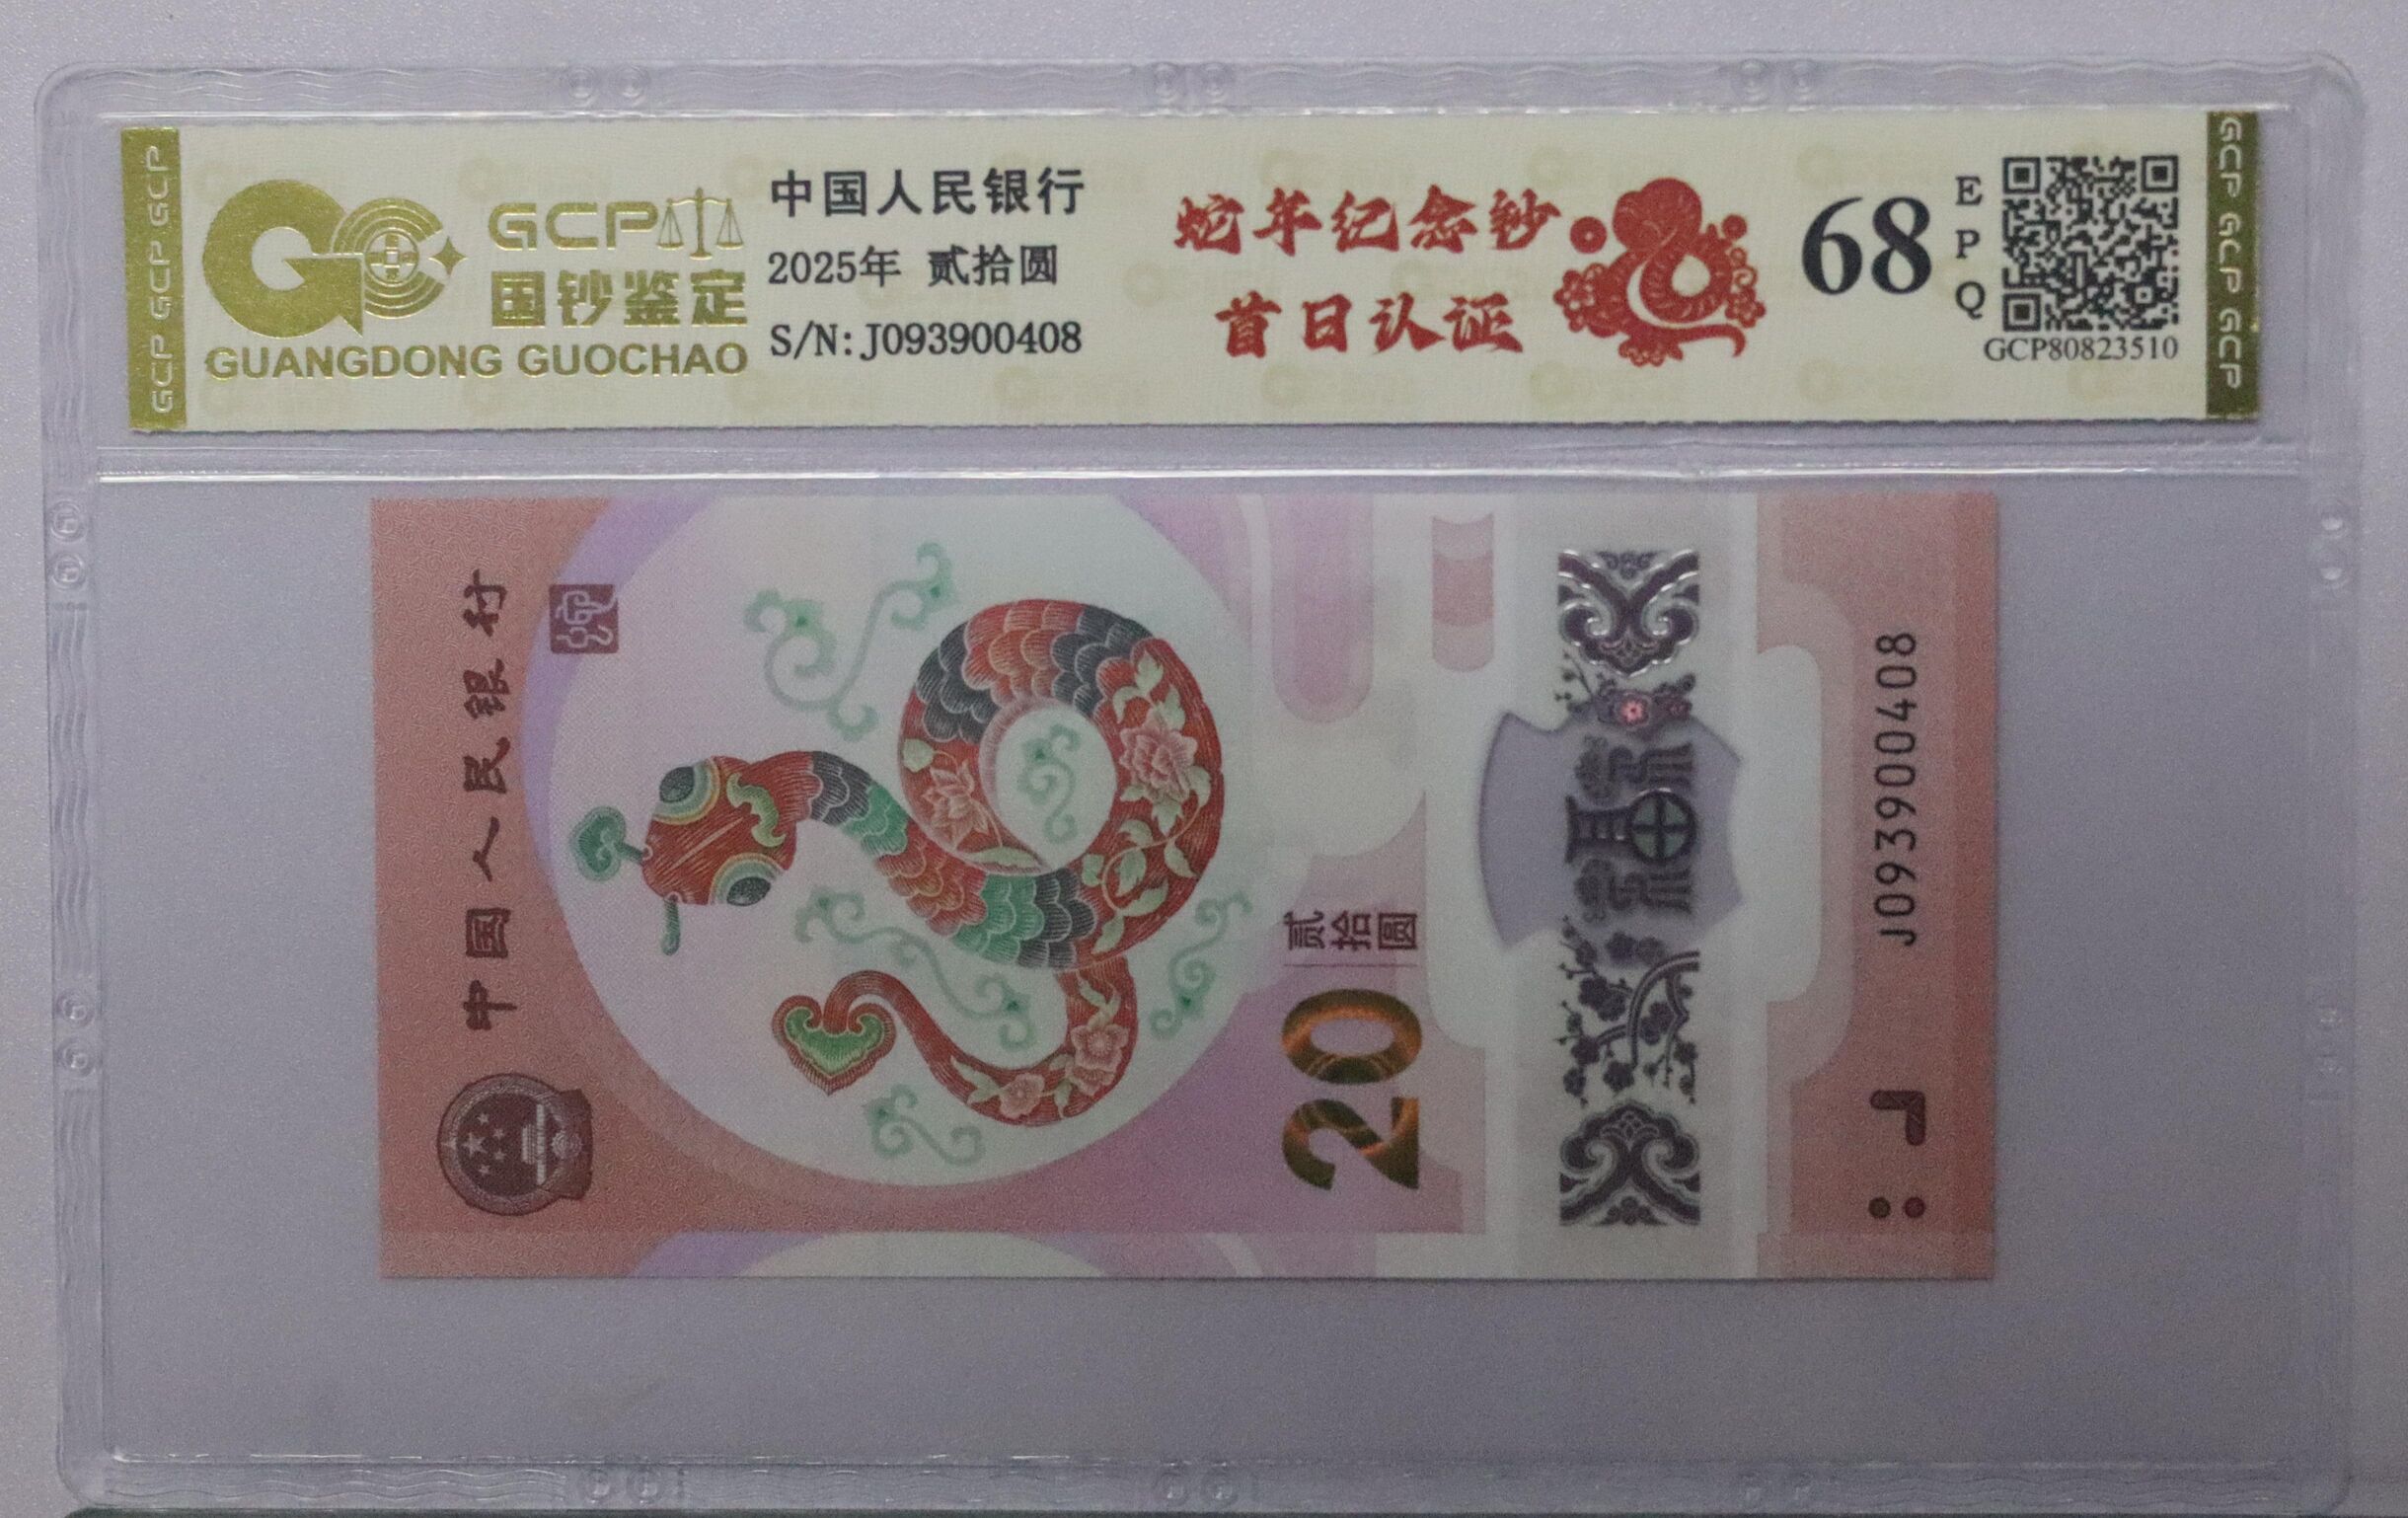 GCP GCP GCP
GCP
国钞鉴定
GUANGDONG GUOCHAO
中国人民银行
2025年 贰拾圆
S/N: J093900408
蛇年纪念钞
首日认证
68
EPQ
GCP80823510
GCP GCP GCP
中国人民银行
贰拾圆
20
福
J093900408